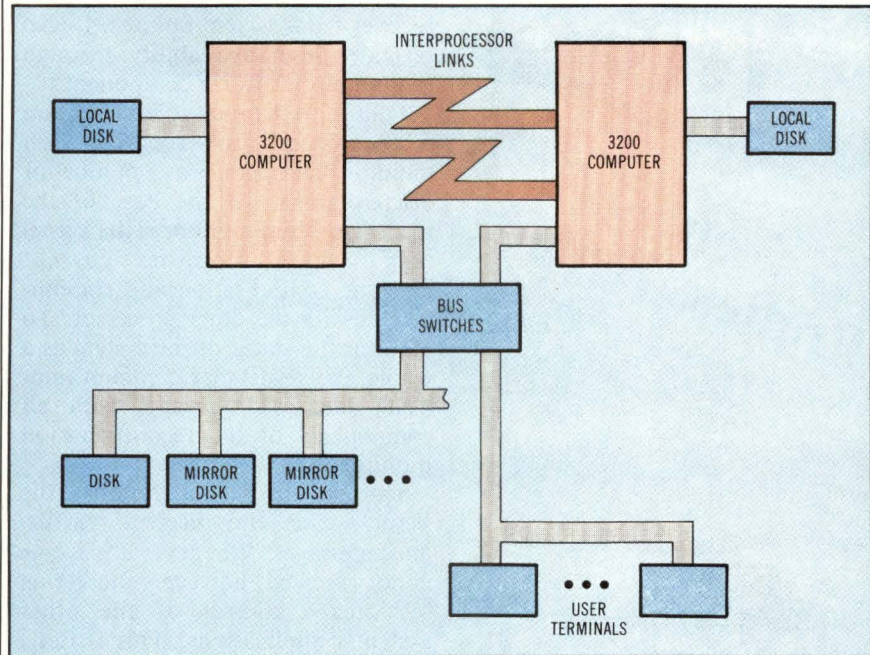 INTERPROCESSOR
LINKS
LOCAL
DISK
3200
COMPUTER
3200
COMPUTER
LOCAL
DISK
BUS
SWITCHES
DISK
MIRROR
DISK
MIRROR
DISK
USER
TERMINALS